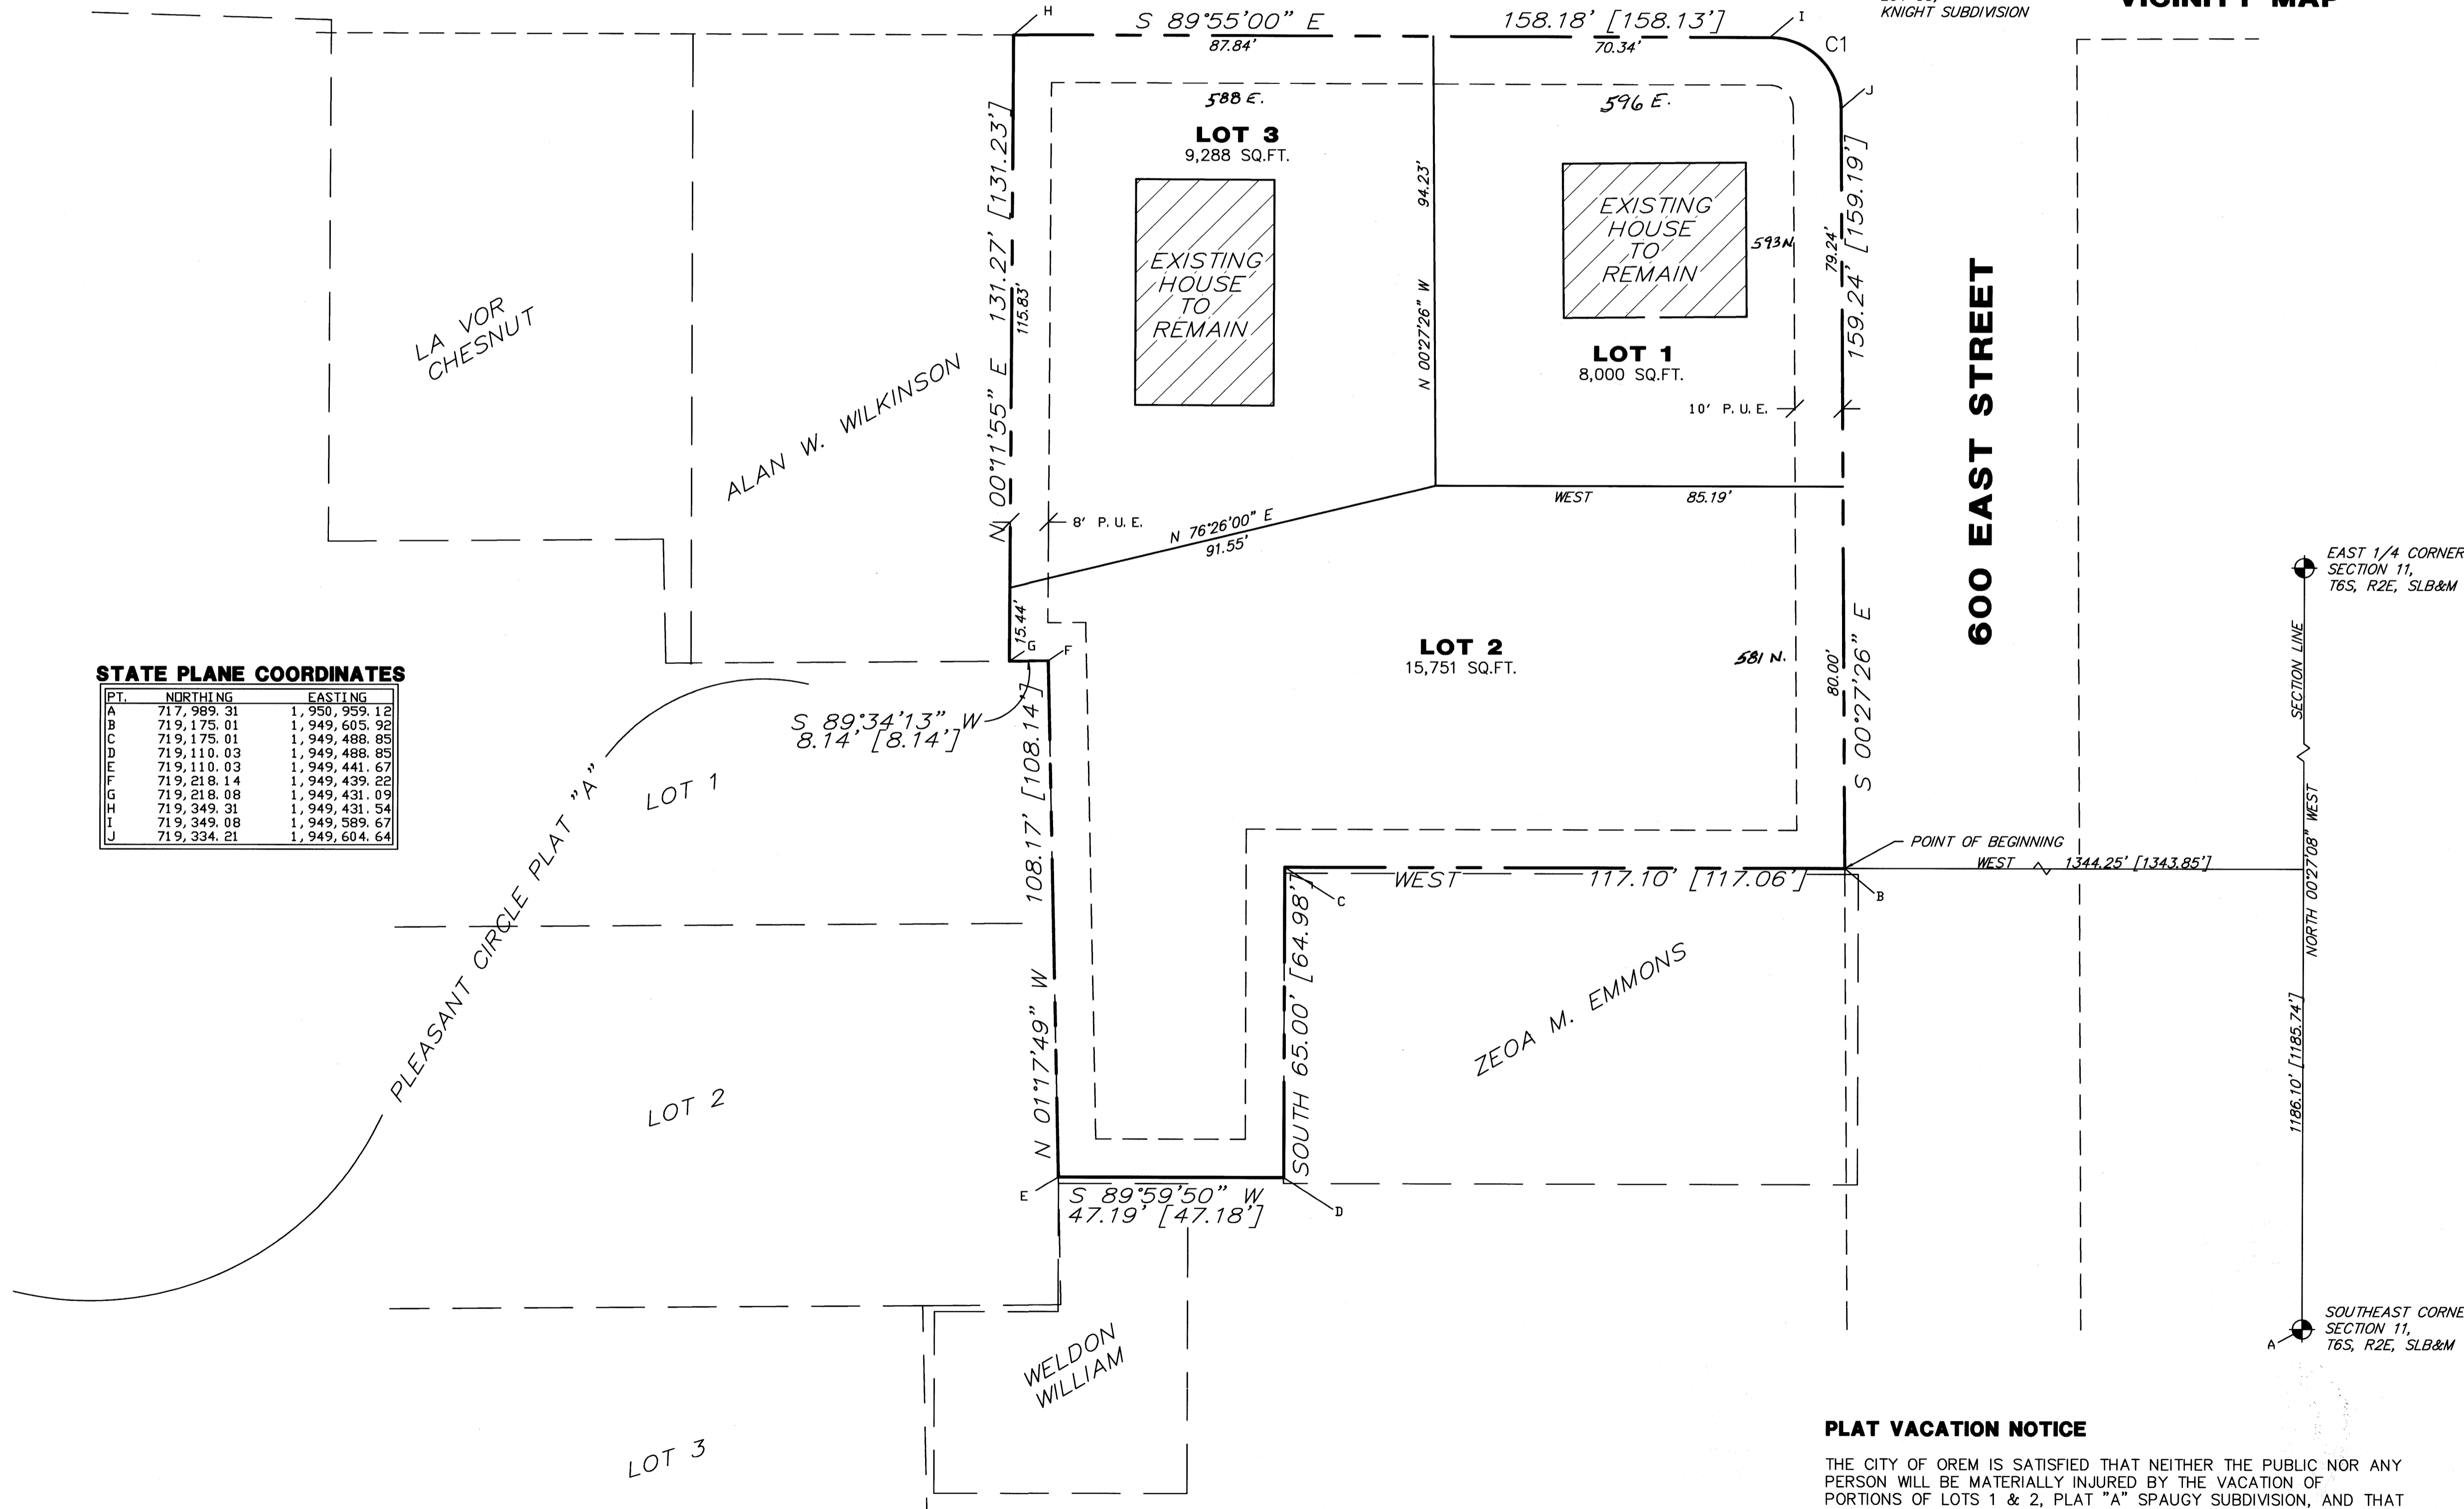 KNIGHT SUBDIVISION
VICINITY MAP
H
S 89°55'00" E
158.18' [158.13']
I
87.84'
70.34'
C1
J
588 E.
596 E.
LOT 3
9,288 SQ.FT.
N 00°11'55" E 131.27' [131.23']
115.83'
EXISTING
HOUSE
TO
REMAIN
94.23'
N 00°27'26" W
EXISTING
HOUSE
TO
REMAIN
593 N
79.24'
159.24' [159.19']
LOT 1
8,000 SQ.FT.
10' P.U.E.
600 EAST STREET
LA VOR
CHESNUT
ALAN W. WILKINSON
WEST 85.19'
8' P.U.E.
N 76°26'00" E
91.55'
15.44'
G
F
LOT 2
15,751 SQ.FT.
581 N.
80.00'
S 00°27'26" E
EAST 1/4 CORNER
SECTION 11,
T6S, R2E, SLB&M
SECTION LINE
NORTH 00°27'08" WEST
1186.10' [1185.74']
STATE PLANE COORDINATES
PT. NORTHING EASTING
A 717,989.31 1,950,959.12
B 719,175.01 1,949,605.92
C 719,175.01 1,949,488.85
D 719,110.03 1,949,488.85
E 719,110.03 1,949,441.67
F 719,218.14 1,949,439.22
G 719,218.08 1,949,431.09
H 719,349.31 1,949,431.54
I 719,349.08 1,949,589.67
J 719,334.21 1,949,604.64
S 89°34'13" W
8.14' [8.14']
PLEASANT CIRCLE PLAT "A"
LOT 1
N 01°17'49" W 108.17' [108.14']
POINT OF BEGINNING
WEST 1344.25' [1343.85']
WEST 117.10' [117.06']
C
B
SOUTH 65.00' [64.98']
ZEOA M. EMMONS
LOT 2
E
S 89°59'50" W
47.19' [47.18']
D
WELDON
WILLIAM
LOT 3
A
SOUTHEAST CORNE
SECTION 11,
T6S, R2E, SLB&M
PLAT VACATION NOTICE
THE CITY OF OREM IS SATISFIED THAT NEITHER THE PUBLIC NOR ANY
PERSON WILL BE MATERIALLY INJURED BY THE VACATION OF
PORTIONS OF LOTS 1 & 2, PLAT "A" SPAUGY SUBDIVISION, AND THAT